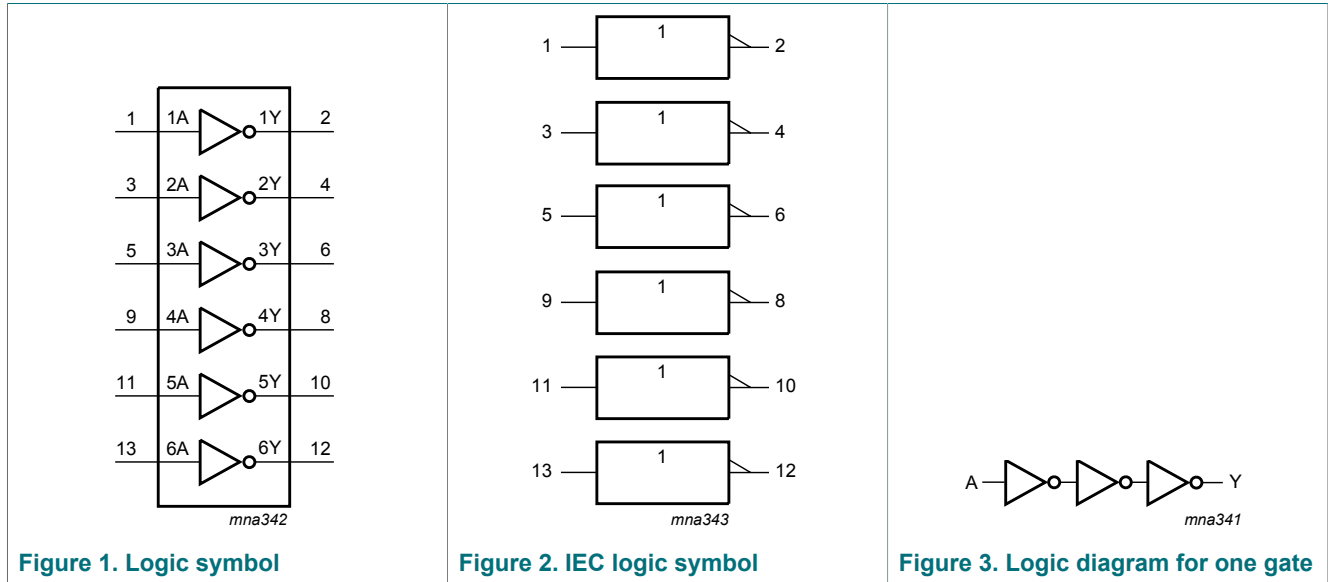 1 1A 1Y 2
3 2A 2Y 4
5 3A 3Y 6
9 4A 4Y 8
11 5A 5Y 10
13 6A 6Y 12
mna342
Figure 1. Logic symbol
1 1 2
3 1 4
5 1 6
9 1 8
11 1 10
13 1 12
mna343
Figure 2. IEC logic symbol
A Y
mna341
Figure 3. Logic diagram for one gate